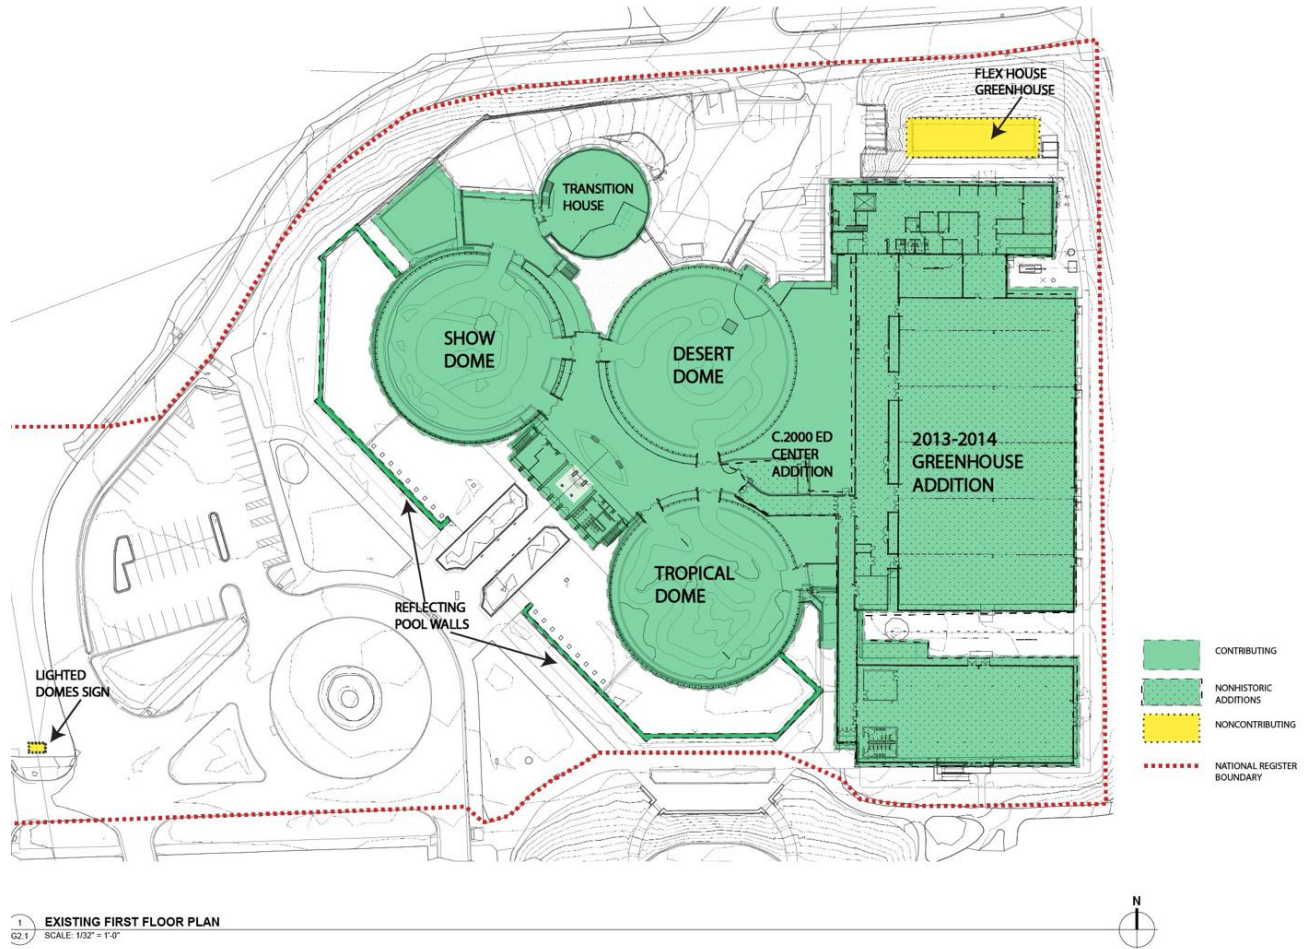 FLEX HOUSE
GREENHOUSE
TRANSITION
HOUSE
SHOW
DOME
DESERT
DOME
C.2000 ED
CENTER
ADDITION
2013-2014
GREENHOUSE
ADDITION
TROPICAL
DOME
REFLECTING
POOL WALLS
LIGHTED
DOMES SIGN
CONTRIBUTING
NONHISTORIC
ADDITIONS
NONCONTRIBUTING
NATIONAL REGISTER
BOUNDARY
N
1
G2.1
EXISTING FIRST FLOOR PLAN
SCALE: 1/32" = 1'-0"